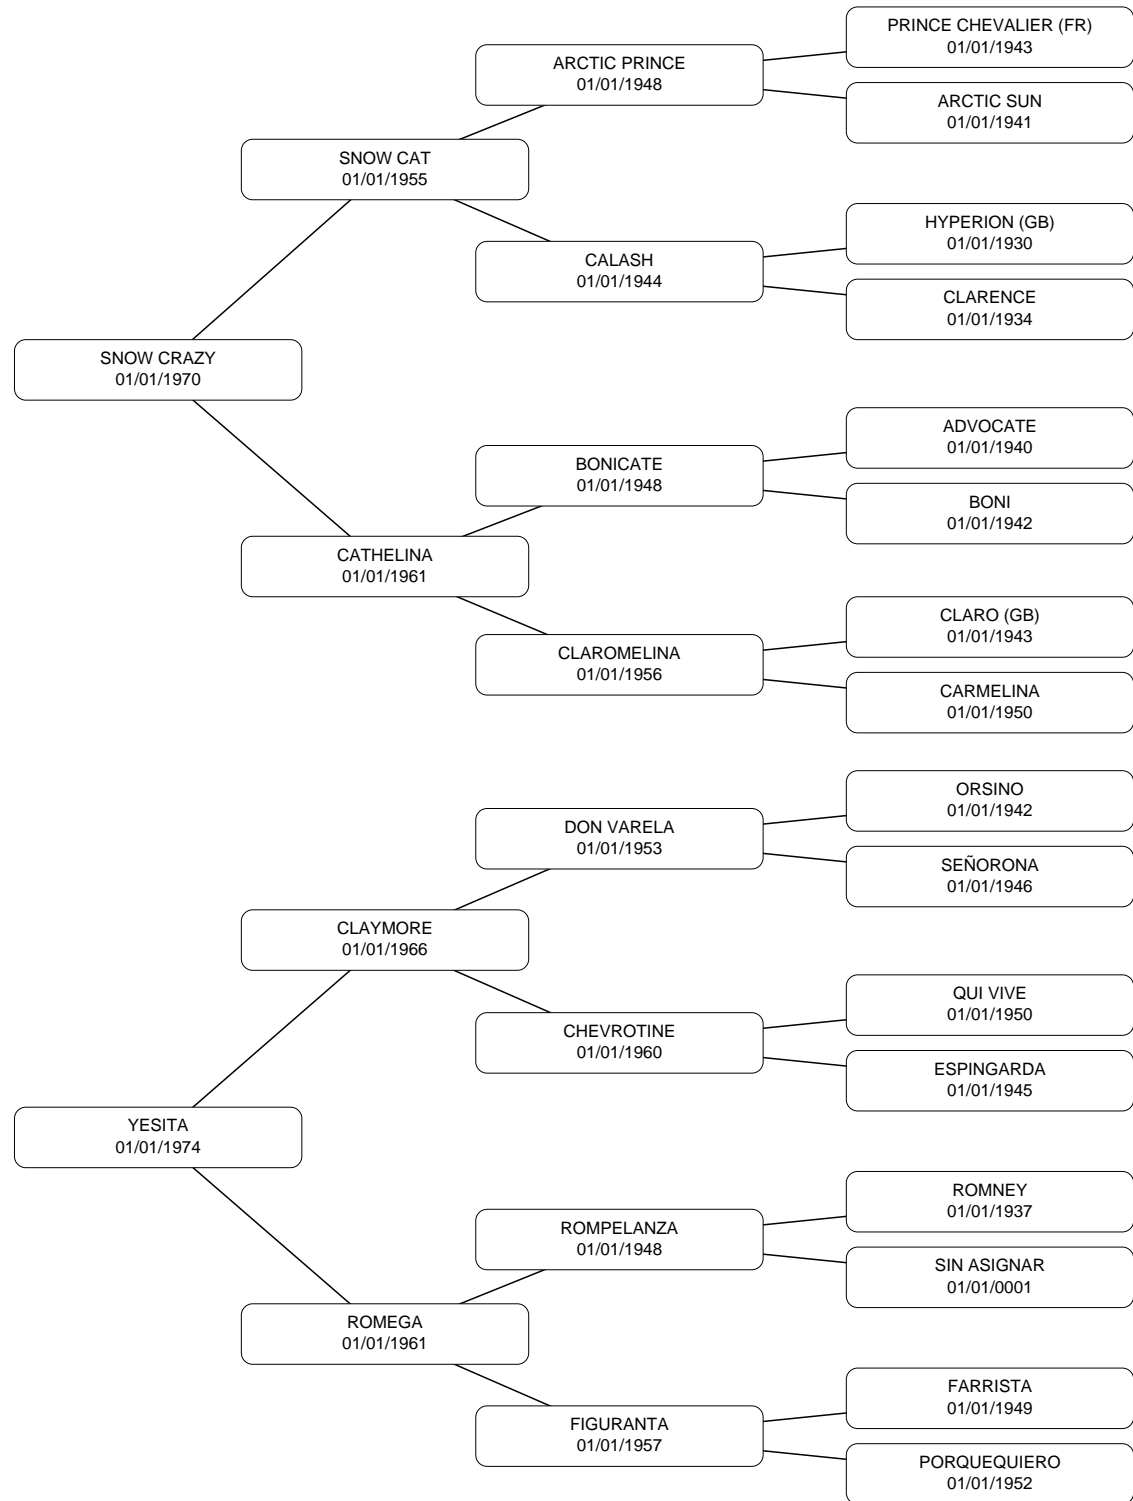 PRINCE CHEVALIER (FR)
01/01/1943
ARCTIC PRINCE
01/01/1948
ARCTIC SUN
01/01/1941
SNOW CAT
01/01/1955
HYPERION (GB)
01/01/1930
CALASH
01/01/1944
CLARENCE
01/01/1934
SNOW CRAZY
01/01/1970
ADVOCATE
01/01/1940
BONICATE
01/01/1948
BONI
01/01/1942
CATHELINA
01/01/1961
CLARO (GB)
01/01/1943
CLAROMELINA
01/01/1956
CARMELINA
01/01/1950
ORSINO
01/01/1942
DON VARELA
01/01/1953
SEÑORONA
01/01/1946
CLAYMORE
01/01/1966
QUI VIVE
01/01/1950
CHEVROTINE
01/01/1960
ESPINGARDA
01/01/1945
YESITA
01/01/1974
ROMNEY
01/01/1937
ROMPELANZA
01/01/1948
SIN ASIGNAR
01/01/0001
ROMEGA
01/01/1961
FARRISTA
01/01/1949
FIGURANTA
01/01/1957
PORQUEQUIERO
01/01/1952